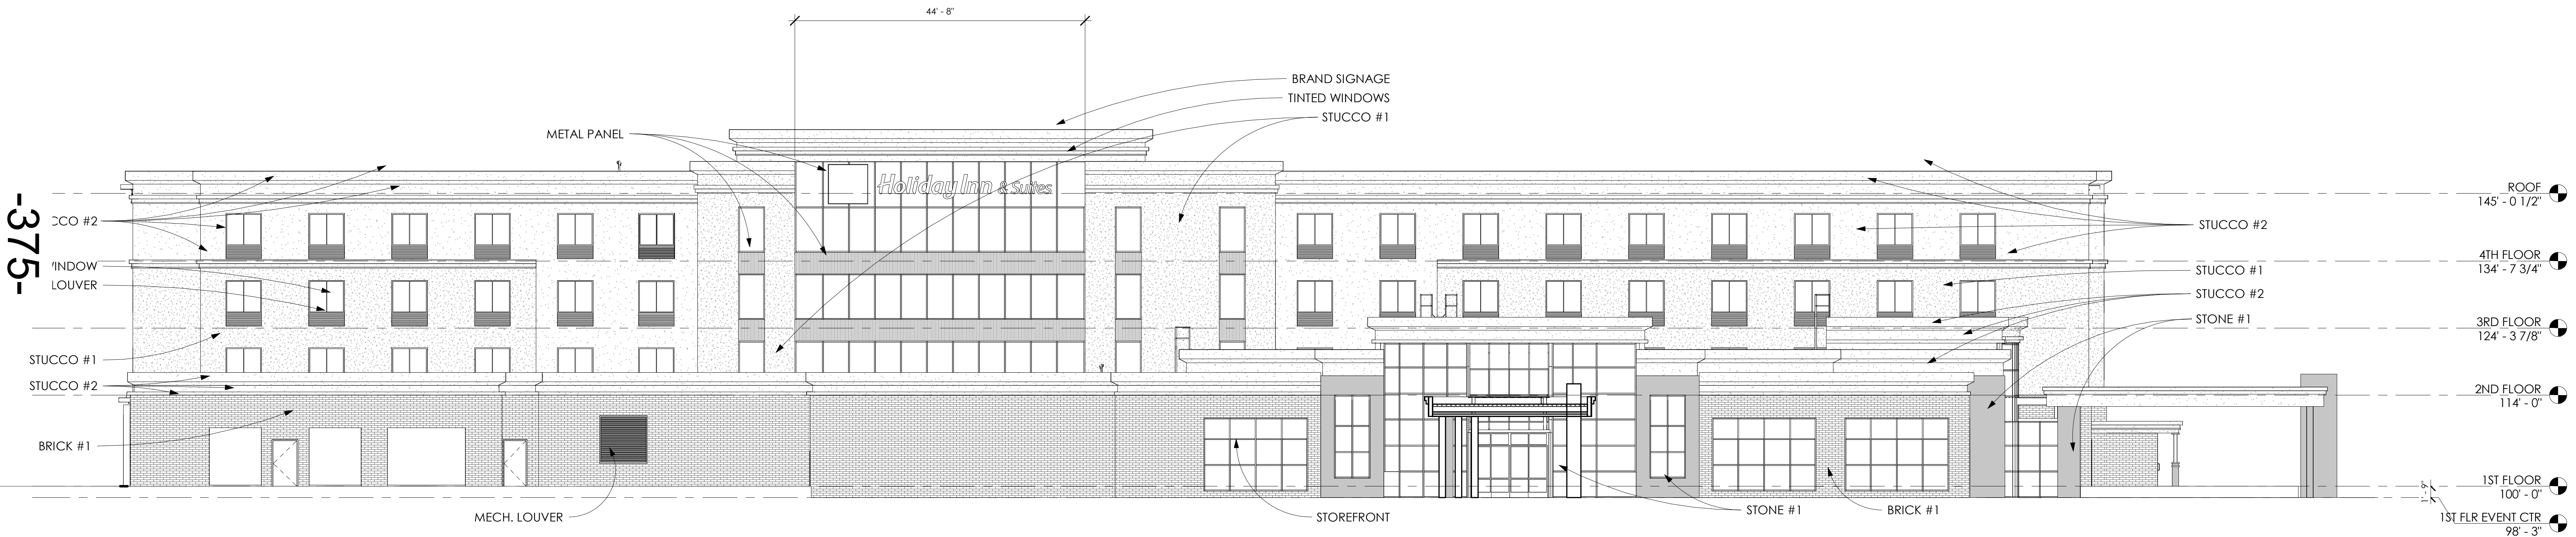 44' - 8"
BRAND SIGNAGE
TINTED WINDOWS
STUCCO #1
METAL PANEL
Holiday Inn & Suites
-375-
CCO #2
INDOW
LOUVER
STUCCO #1
STUCCO #2
BRICK #1
MECH. LOUVER
STOREFRONT
STONE #1
BRICK #1
STUCCO #2
STUCCO #1
STUCCO #2
STONE #1
ROOF
145' - 0 1/2"
4TH FLOOR
134' - 7 3/4"
3RD FLOOR
124' - 3 7/8"
2ND FLOOR
114' - 0"
1ST FLOOR
100' - 0"
1' - 9"
1ST FLR EVENT CTR
98' - 3"